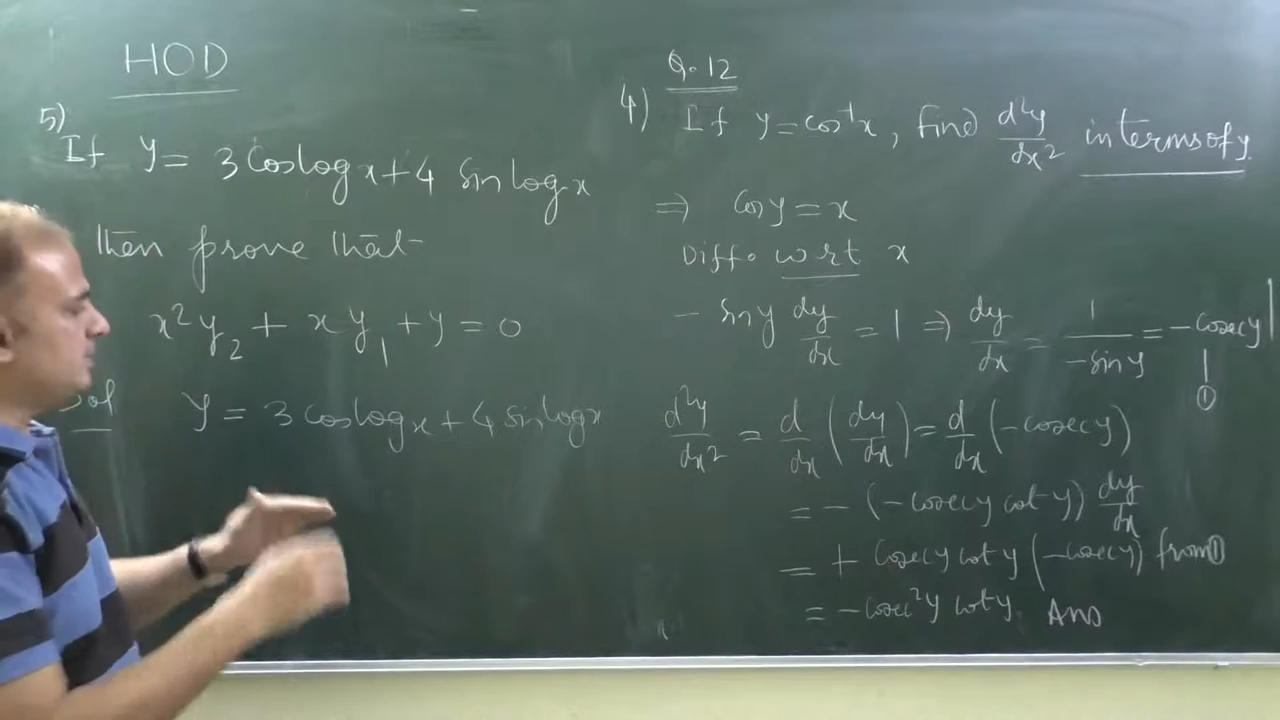 HOD
5)
If y = 3 cos log x + 4 sin log x
then prove that
x²y₂ + xy₁ + y = 0
Sol y = 3 cos log x + 4 sin log x
Q.12
4) If y = cos⁻¹x, find d²y/dx² in terms of y.
⇒ Cos y = x
Diff. w r t x
- sin y dy/dx = 1 ⇒ dy/dx = 1/-sin y = - cosec y
①
d²y/dx² = d/dx (dy/dx) = d/dx (- cosec y)
= - (- cosec y cot y) dy/dx
= + cosec y cot y (- cosec y) from ①
= - cosec²y cot y Ans